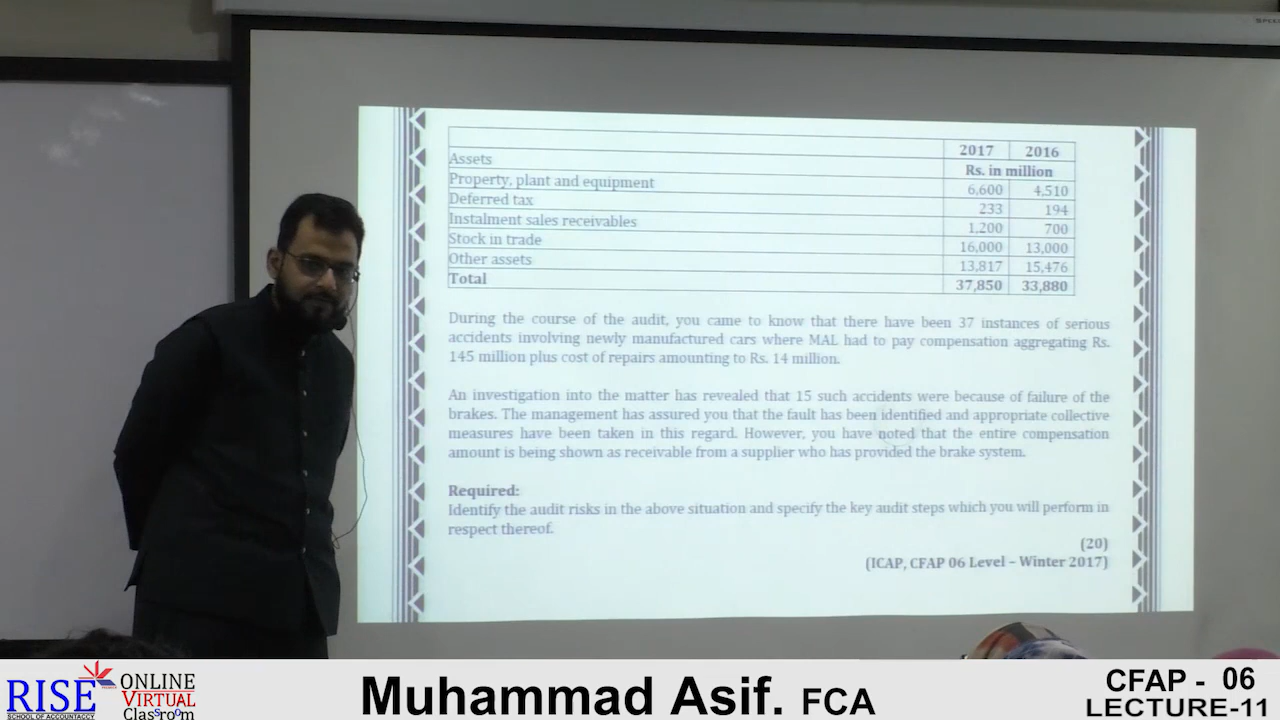 2017 2016
Assets Rs. in million
Property, plant and equipment 6,600 4,510
Deferred tax 233 194
Instalment sales receivables 1,200 700
Stock in trade 16,000 13,000
Other assets 13,817 15,476
Total 37,850 33,880
During the course of the audit, you came to know that there have been 37 instances of serious
accidents involving newly manufactured cars where MAL had to pay compensation aggregating Rs.
145 million plus cost of repairs amounting to Rs. 14 million.
An investigation into the matter has revealed that 15 such accidents were because of failure of the
brakes. The management has assured you that the fault has been identified and appropriate collective
measures have been taken in this regard. However, you have noted that the entire compensation
amount is being shown as receivable from a supplier who has provided the brake system.
Required:
Identify the audit risks in the above situation and specify the key audit steps which you will perform in
respect thereof.
(20)
(ICAP, CFAP 06 Level – Winter 2017)
RISE
SCHOOL OF ACCOUNTACY
ONLINE
VIRTUAL
Classroom
Muhammad Asif. FCA
CFAP - 06
LECTURE-11